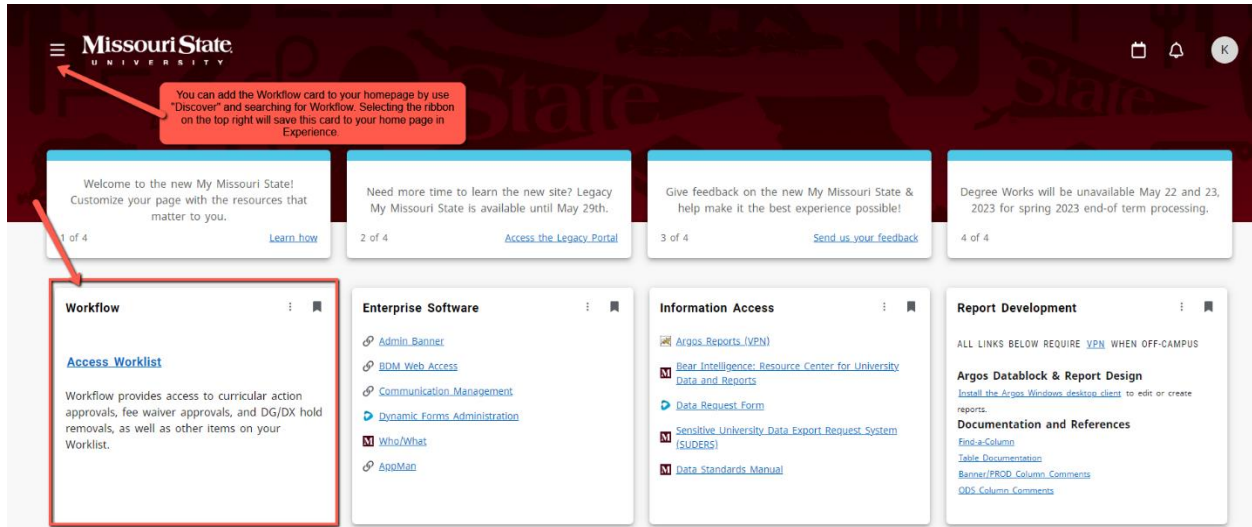 Missouri State
UNIVERSITY
K
You can add the Workflow card to your homepage by use
"Discover" and searching for Workflow. Selecting the ribbon
on the top right will save this card to your home page in
Experience.
State
State
Welcome to the new My Missouri State!
Customize your page with the resources that
matter to you.
1 of 4
Learn how
Need more time to learn the new site? Legacy
My Missouri State is available until May 29th.
2 of 4
Access the Legacy Portal
Give feedback on the new My Missouri State &
help make it the best experience possible!
3 of 4
Send us your feedback
Degree Works will be unavailable May 22 and 23,
2023 for spring 2023 end-of term processing.
4 of 4
Workflow
Access Worklist
Workflow provides access to curricular action
approvals, fee waiver approvals, and DG/DX hold
removals, as well as other items on your
Worklist.
Enterprise Software
Admin Banner
BDM Web Access
Communication Management
Dynamic Forms Administration
M Who/What
AppMan
Information Access
Argos Reports (VPN)
M Bear Intelligence: Resource Center for University
Data and Reports
Data Request Form
M Sensitive University Data Export Request System
(SUDERS)
M Data Standards Manual
Report Development
ALL LINKS BELOW REQUIRE VPN WHEN OFF-CAMPUS
Argos Datablock & Report Design
Install the Argos Windows desktop client to edit or create
reports.
Documentation and References
Find-a-Column
Table Documentation
Banner/PROD Column Comments
ODS Column Comments